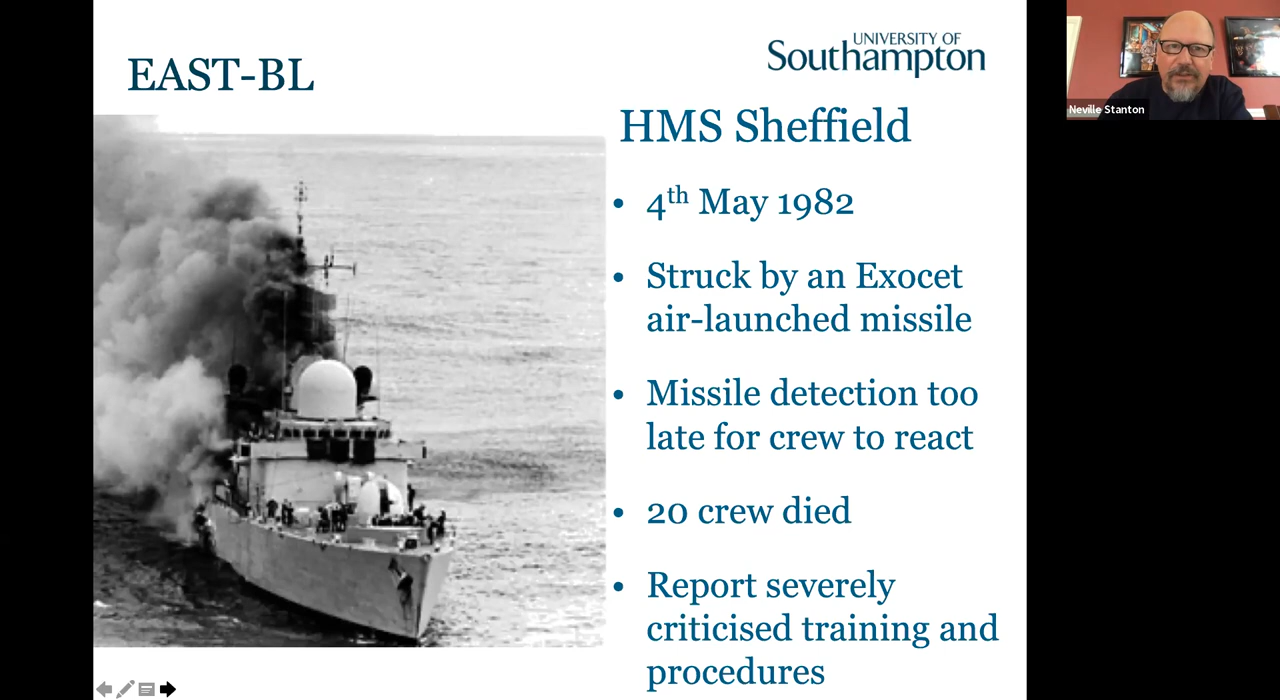 EAST-BL
UNIVERSITY OF
Southampton
HMS Sheffield
• 4th May 1982
• Struck by an Exocet
air-launched missile
• Missile detection too
late for crew to react
• 20 crew died
• Report severely
criticised training and
procedures
Neville Stanton